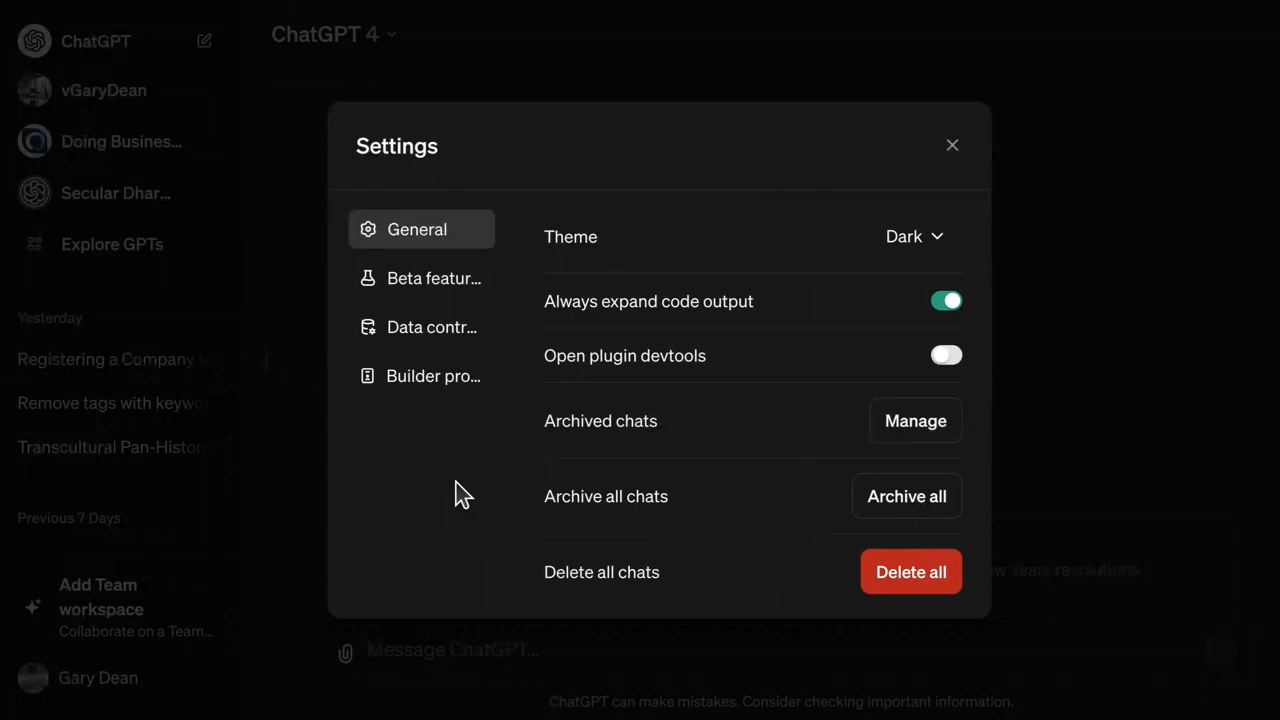 ChatGPT
ChatGPT 4
vGaryDean
Doing Busines...
Secular Dhar...
Explore GPTs
Yesterday
Registering a Company
Remove tags with
Transcultural
Previous 7 Days
Add Team
workspace
Collaborate on a Team...
Gary Dean
Settings
General
Beta featur...
Data contr...
Builder pro...
Theme
Dark
Always expand code output
Open plugin devtools
Archived chats
Manage
Archive all chats
Archive all
Delete all chats
Delete all
Years resolutions
Message ChatGPT...
ChatGPT can make mistakes. Consider checking important information.